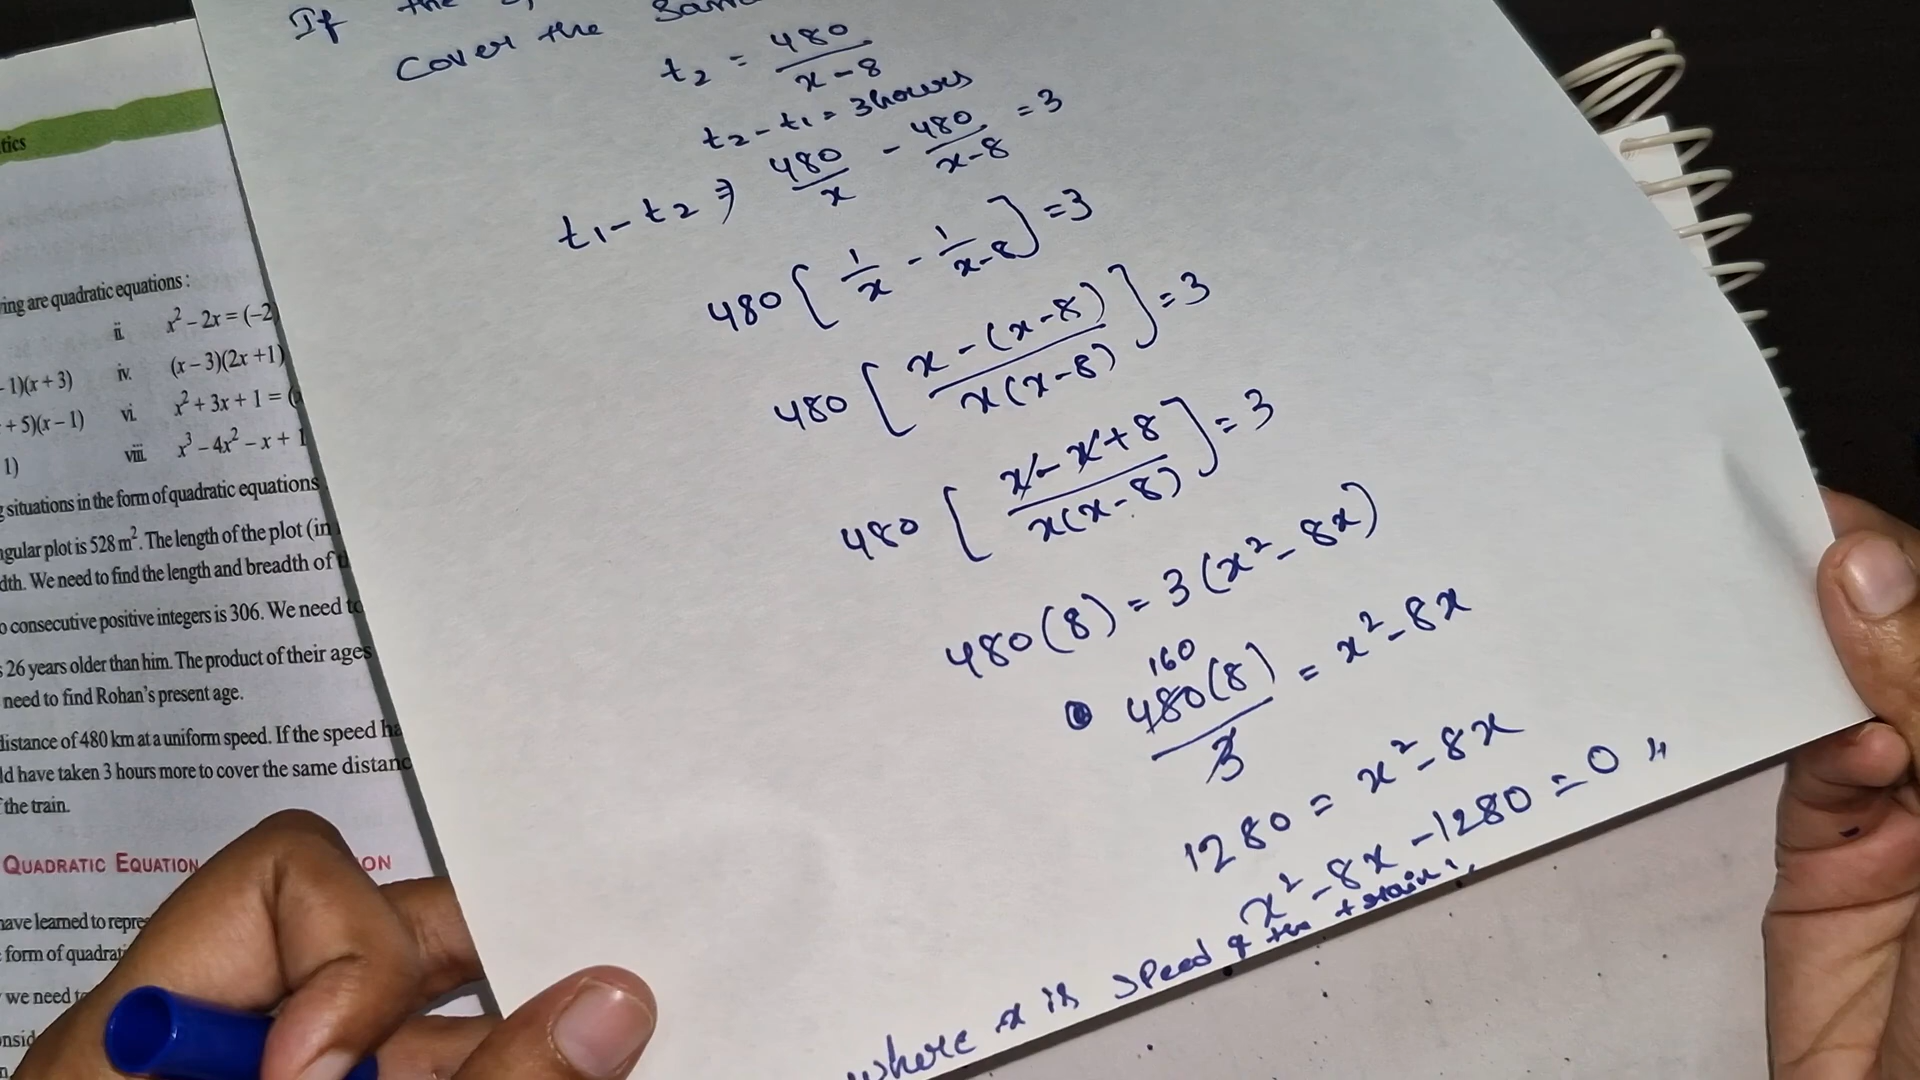 If the
Cover the same
t₂ = 480/(x-8)
t₂ - t₁ = 3 hours
t₁ - t₂ ⇒ 480/x - 480/(x-8) = 3
480 [1/x - 1/(x-8)] = 3
480 [(x-(x-8))/(x(x-8))] = 3
480 [(x-x+8)/(x(x-8))] = 3
480(8) = 3(x²-8x)
160
480(8)/3 = x²-8x
1280 = x²-8x
x²-8x-1280 = 0
where x is speed of the train
tics
ing are quadratic equations :
ii. x² - 2x = (-2
- 1)(x + 3) iv. (x - 3)(2x +1)
+ 5)(x - 1) vi. x² + 3x + 1 = (
1) viii. x³ - 4x² - x + 1
situations in the form of quadratic equations
ngular plot is 528 m². The length of the plot (in
dth. We need to find the length and breadth of
o consecutive positive integers is 306. We need to
26 years older than him. The product of their ages
need to find Rohan's present age.
distance of 480 km at a uniform speed. If the speed ha
ld have taken 3 hours more to cover the same distanc
the train.
QUADRATIC EQUATION ON
have learned to repre
form of quadrati
we need to
onsid